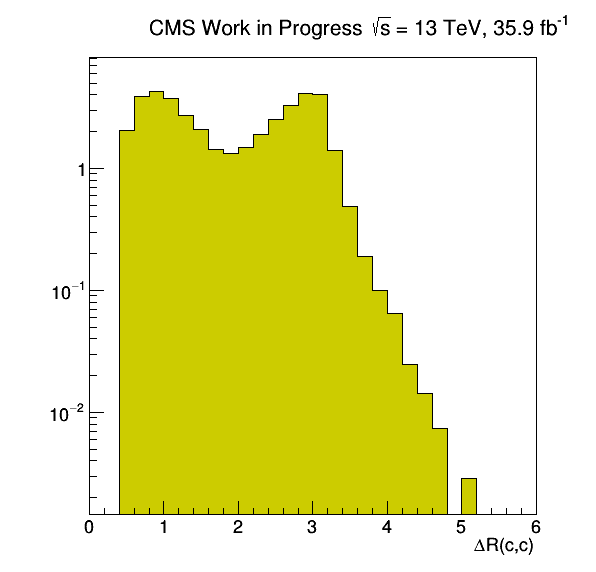 CMS Work in Progress √s = 13 TeV, 35.9 fb⁻¹
1
10⁻¹
10⁻²
0 1 2 3 4 5 6
ΔR(c,c)